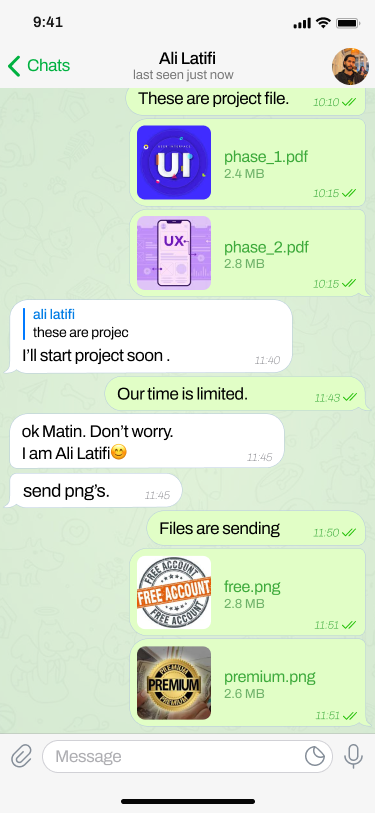 9:41
Chats
Ali Latifi
last seen just now
These are project file.
10:10
USER INTERFACE
UI
phase_1.pdf
2.4 MB
10:15
UX
phase_2.pdf
2.8 MB
10:15
ali latifi
these are projec
I'll start project soon .
11:40
Our time is limited.
11:43
ok Matin. Don't worry.
I am Ali Latifi😊
11:45
send png's.
11:45
Files are sending
11:50
FREE ACCOUNT
FREE ACCOUNT
FREE ACCOUNT
free.png
2.8 MB
11:51
PREMIUM
PREMIUM
PREMIUM
premium.png
2.6 MB
11:51
Message